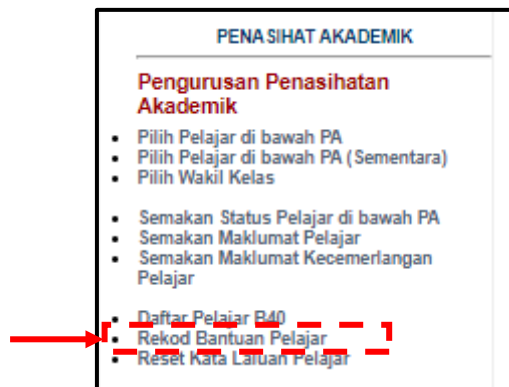 PENASIHAT AKADEMIK
Pengurusan Penasihatan
Akademik
Pilih Pelajar di bawah PA
Pilih Pelajar di bawah PA (Sementara)
Pilih Wakil Kelas
Semakan Status Pelajar di bawah PA
Semakan Maklumat Pelajar
Semakan Maklumat Kecemerlangan
Pelajar
Daftar Pelajar B40
Rekod Bantuan Pelajar
Reset Kata Laluan Pelajar